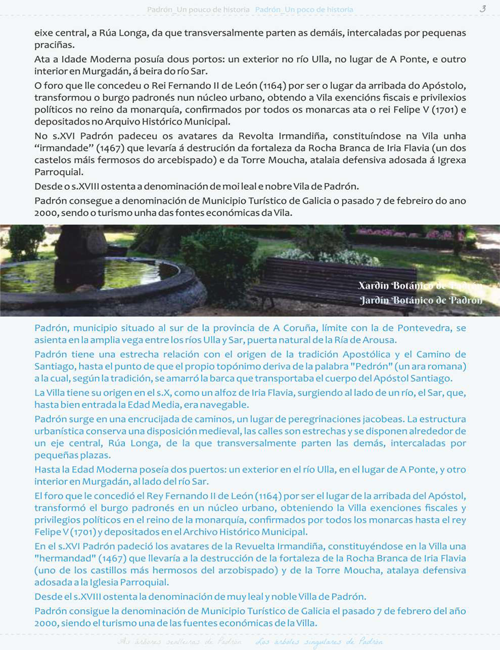 Padrón_Un pouco de historia Padrón_Un poco de historia 3
eixe central, a Rúa Longa, da que transversalmente parten as demáis, intercaladas por pequenas
praciñas.
Ata a Idade Moderna posuía dous portos: un exterior no río Ulla, no lugar de A Ponte, e outro
interior en Murgadán, á beira do río Sar.
O foro que lle concedeu o Rei Fernando II de León (1164) por ser o lugar da arribada do Apóstolo,
transformou o burgo padronés nun núcleo urbano, obtendo a Vila exencións fiscais e privilexios
políticos no reino da monarquía, confirmados por todos os monarcas ata o rei Felipe V (1701) e
depositados no Arquivo Histórico Municipal.
No s.XVI Padrón padeceu os avatares da Revolta Irmandiña, constituíndose na Vila unha
“irmandade” (1467) que levaría á destrución da fortaleza da Rocha Branca de Iria Flavia (un dos
castelos máis fermosos do arcebispado) e da Torre Moucha, atalaia defensiva adosada á Igrexa
Parroquial.
Desde o s.XVIII ostenta a denominación de moi leal e nobre Vila de Padrón.
Padrón consegue a denominación de Municipio Turístico de Galicia o pasado 7 de febreiro do ano
2000, sendo o turismo unha das fontes económicas da Vila.
Xardín Botánico de Padrón
Jardín Botánico de Padrón
Padrón, municipio situado al sur de la provincia de A Coruña, límite con la de Pontevedra, se
asienta en la amplia vega entre los ríos Ulla y Sar, puerta natural de la Ría de Arousa.
Padrón tiene una estrecha relación con el origen de la tradición Apostólica y el Camino de
Santiago, hasta el punto de que el propio topónimo deriva de la palabra "Pedrón" (un ara romana)
a la cual, según la tradición, se amarró la barca que transportaba el cuerpo del Apóstol Santiago.
La Villa tiene su origen en el s.X, como un alfoz de Iria Flavia, surgiendo al lado de un río, el Sar, que,
hasta bien entrada la Edad Media, era navegable.
Padrón surge en una encrucijada de caminos, un lugar de peregrinaciones jacobeas. La estructura
urbanística conserva una disposición medieval, las calles son estrechas y se disponen alrededor de
un eje central, Rúa Longa, de la que transversalmente parten las demás, intercaladas por
pequeñas plazas.
Hasta la Edad Moderna poseía dos puertos: un exterior en el río Ulla, en el lugar de A Ponte, y otro
interior en Murgadán, al lado del río Sar.
El foro que le concedió el Rey Fernando II de León (1164) por ser el lugar de la arribada del Apóstol,
transformó el burgo padronés en un núcleo urbano, obteniendo la Villa exenciones fiscales y
privilegios políticos en el reino de la monarquía, confirmados por todos los monarcas hasta el rey
Felipe V (1701) y depositados en el Archivo Histórico Municipal.
En el s.XVI Padrón padeció los avatares de la Revuelta Irmandiña, constituyéndose en la Villa una
"hermandad" (1467) que llevaría a la destrucción de la fortaleza de la Rocha Branca de Iria Flavia
(uno de los castillos más hermosos del arzobispado) y de la Torre Moucha, atalaya defensiva
adosada a la Iglesia Parroquial.
Desde el s.XVIII ostenta la denominación de muy leal y noble Villa de Padrón.
Padrón consigue la denominación de Municipio Turístico de Galicia el pasado 7 de febrero del año
2000, siendo el turismo una de las fuentes económicas de la Villa.
As árbores senlleiras de Padrón Los árboles singulares de Padrón